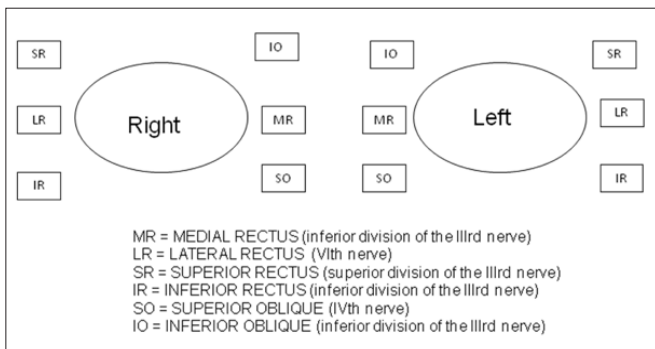 SR
IO
IO
SR
LR
Right
MR
MR
Left
LR
IR
SO
SO
IR
MR = MEDIAL RECTUS (inferior division of the IIIrd nerve)
LR = LATERAL RECTUS (VIth nerve)
SR = SUPERIOR RECTUS (superior division of the IIIrd nerve)
IR = INFERIOR RECTUS (inferior division of the IIIrd nerve)
SO = SUPERIOR OBLIQUE (IVth nerve)
IO = INFERIOR OBLIQUE (inferior division of the IIIrd nerve)